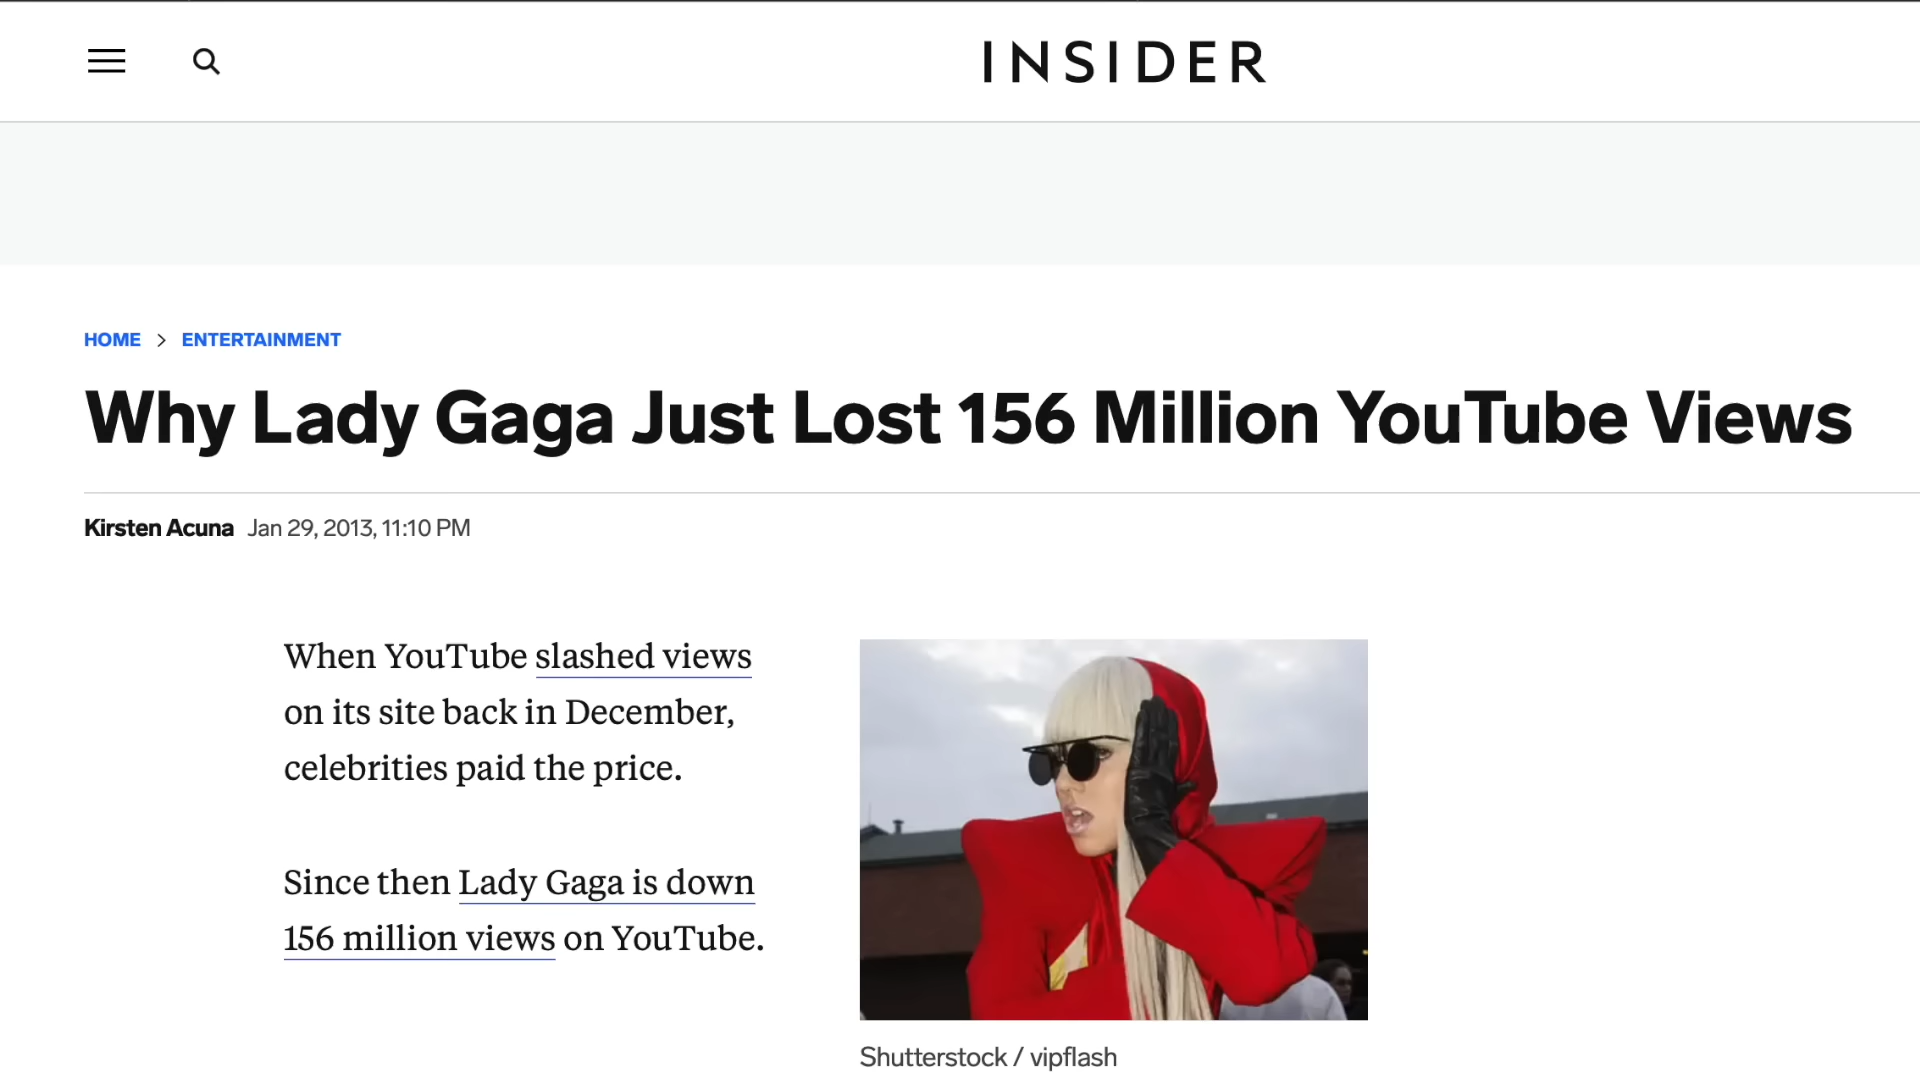 INSIDER
HOME > ENTERTAINMENT
Why Lady Gaga Just Lost 156 Million YouTube Views
Kirsten Acuna Jan 29, 2013, 11:10 PM
When YouTube slashed views
on its site back in December,
celebrities paid the price.
Since then Lady Gaga is down
156 million views on YouTube.
Shutterstock / vipflash